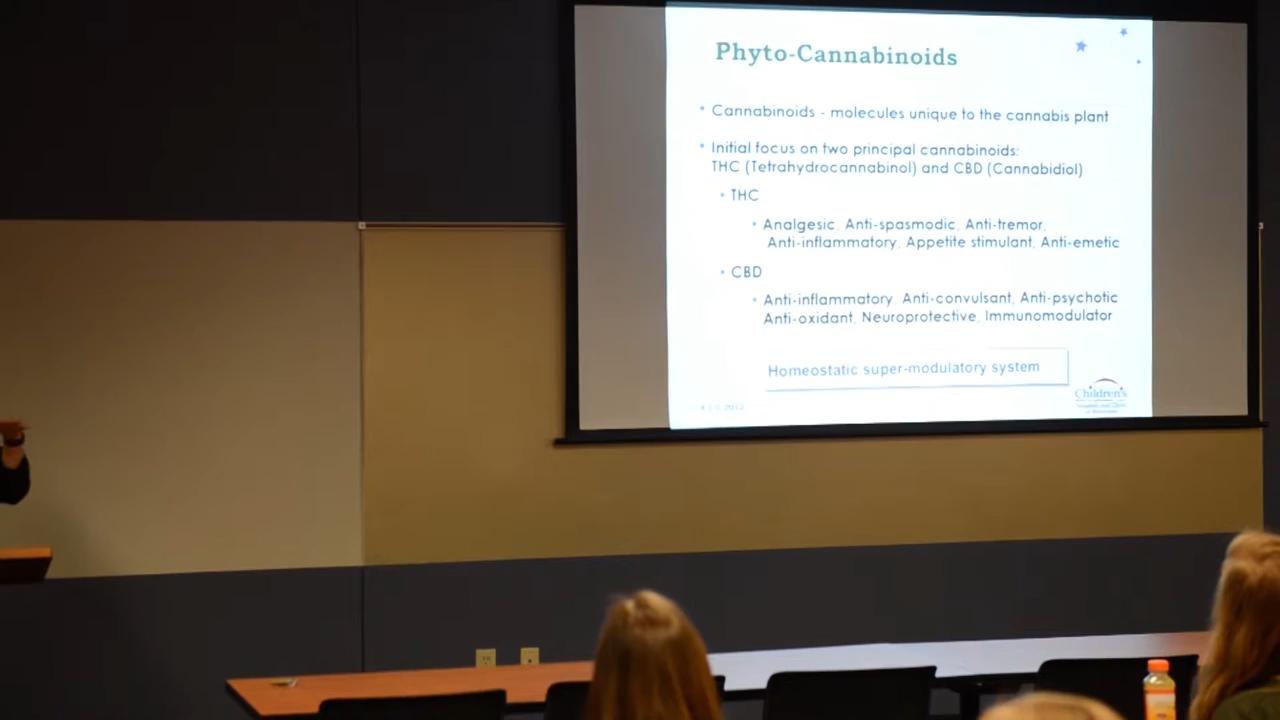 Phyto-Cannabinoids
• Cannabinoids - molecules unique to the cannabis plant
• Initial focus on two principal cannabinoids:
THC (Tetrahydrocannabinol) and CBD (Cannabidiol)
• THC
• Analgesic, Anti-spasmodic, Anti-tremor,
Anti-inflammatory, Appetite stimulant, Anti-emetic
• CBD
• Anti-inflammatory, Anti-convulsant, Anti-psychotic
Anti-oxidant, Neuroprotective, Immunomodulator
Homeostatic super-modulatory system
Children's